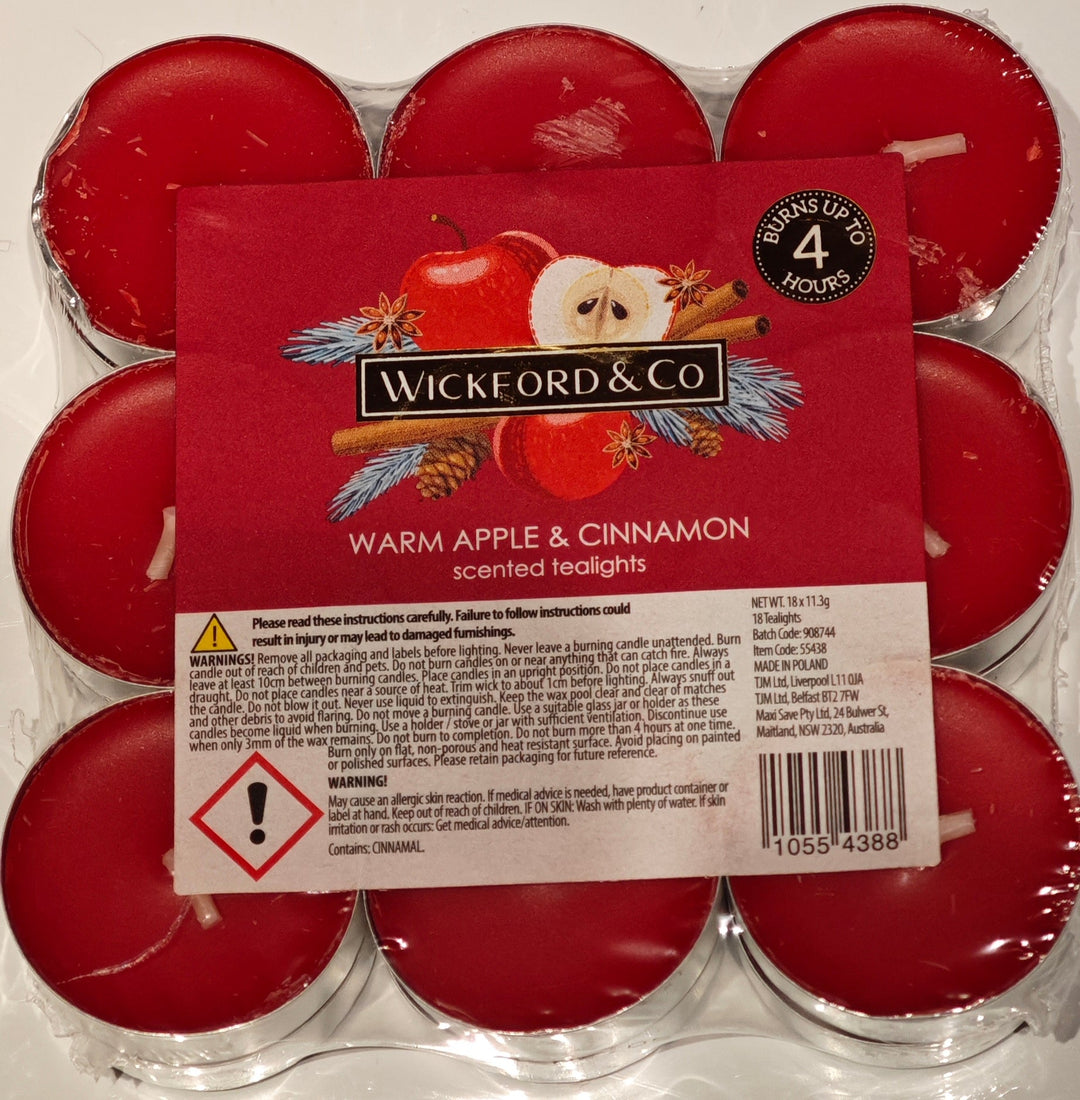 BURNS UP TO
4
HOURS
WICKFORD & CO
WARM APPLE & CINNAMON
scented tealights
Please read these instructions carefully. Failure to follow instructions could
result in injury or may lead to damaged furnishings.
WARNINGS! Remove all packaging and labels before lighting. Never leave a burning candle unattended. Burn
candle out of reach of children and pets. Do not burn candles on or near anything that can catch fire. Always
leave at least 10cm between burning candles. Place candles in an upright position. Do not place candles in a
draught. Do not place candles near a source of heat. Trim wick to about 1cm before lighting. Always snuff out
the candle. Do not blow it out. Never use liquid to extinguish. Keep the wax pool clear and clear of matches
and other debris to avoid flaring. Do not move a burning candle. Use a suitable glass jar or holder as these
candles become liquid when burning. Use a holder / stove or jar with sufficient ventilation. Discontinue use
when only 3mm of the wax remains. Do not burn to completion. Do not burn more than 4 hours at one time.
Burn only on flat, non-porous and heat resistant surface. Avoid placing on painted
or polished surfaces. Please retain packaging for future reference.
WARNING!
May cause an allergic skin reaction. If medical advice is needed, have product container or
label at hand. Keep out of reach of children. IF ON SKIN: Wash with plenty of water. If skin
irritation or rash occurs: Get medical advice/attention.
Contains: CINNAMAL.
NET WT. 18 x 11.3g
18 Tealights
Batch Code: 908744
Item Code: 55438
MADE IN POLAND
TJM Ltd, Liverpool L11 0JA
TJM Ltd, Belfast BT2 7FW
Maxi Save Pty Ltd, 24 Bulwer St,
Maitland, NSW 2320, Australia
1055 4388